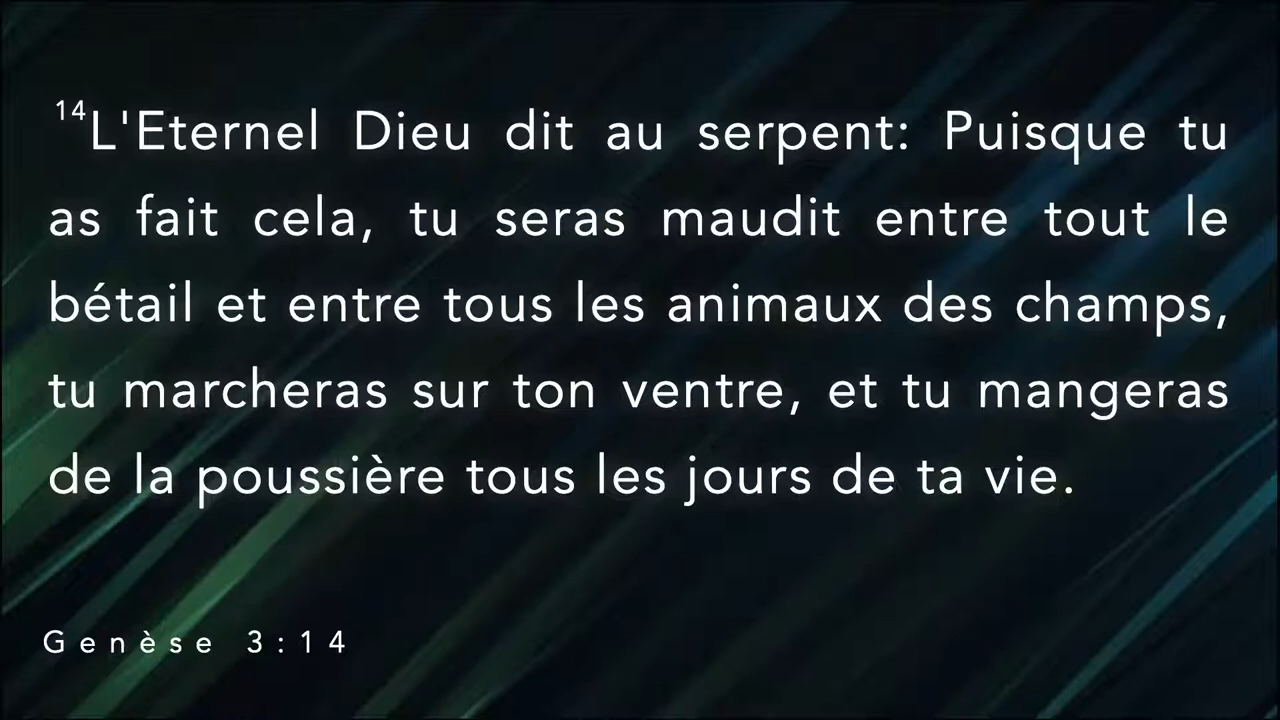 14L'Eternel Dieu dit au serpent: Puisque tu
as fait cela, tu seras maudit entre tout le
bétail et entre tous les animaux des champs,
tu marcheras sur ton ventre, et tu mangeras
de la poussière tous les jours de ta vie.
Genèse 3:14